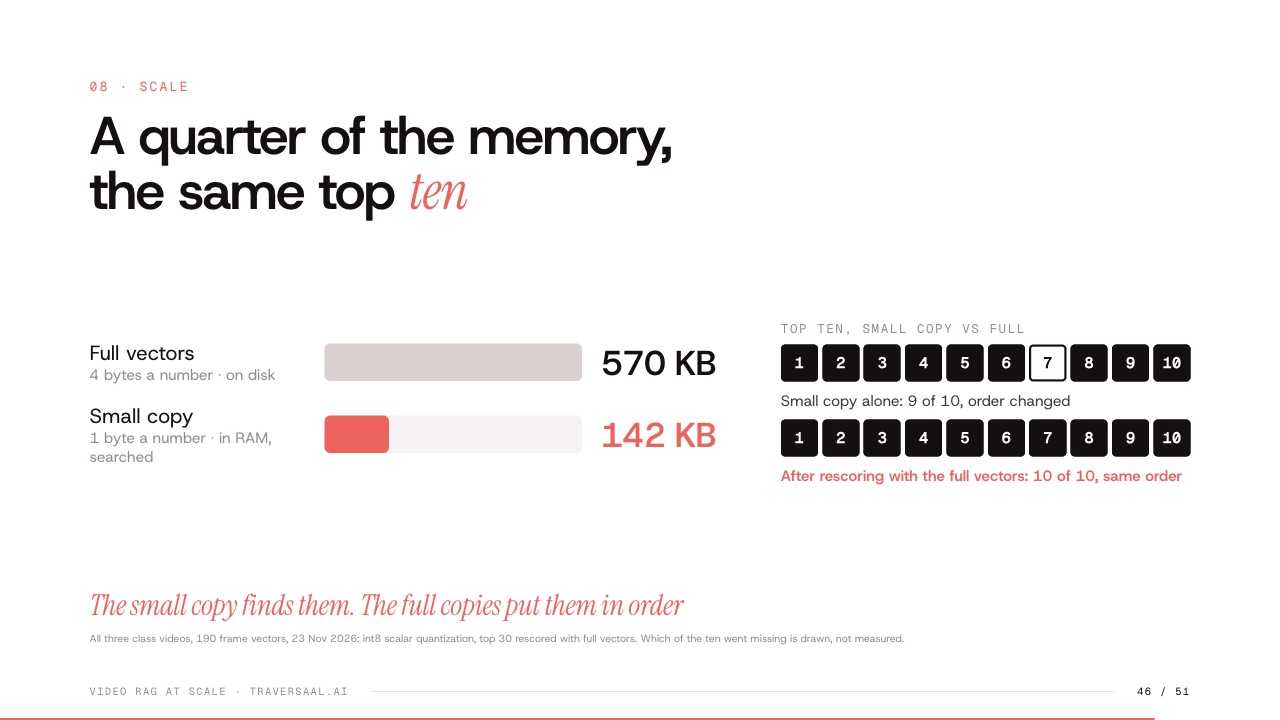 08 · SCALE
A quarter of the memory,
the same top ten
Full vectors
4 bytes a number · on disk
570 KB
Small copy
1 byte a number · in RAM,
searched
142 KB
TOP TEN, SMALL COPY VS FULL
1 2 3 4 5 6 7 8 9 10
Small copy alone: 9 of 10, order changed
1 2 3 4 5 6 7 8 9 10
After rescoring with the full vectors: 10 of 10, same order
The small copy finds them. The full copies put them in order
All three class videos, 190 frame vectors, 23 Nov 2026: int8 scalar quantization, top 30 rescored with full vectors. Which of the ten went missing is drawn, not measured.
VIDEO RAG AT SCALE · TRAVERSAAL.AI
46 / 51